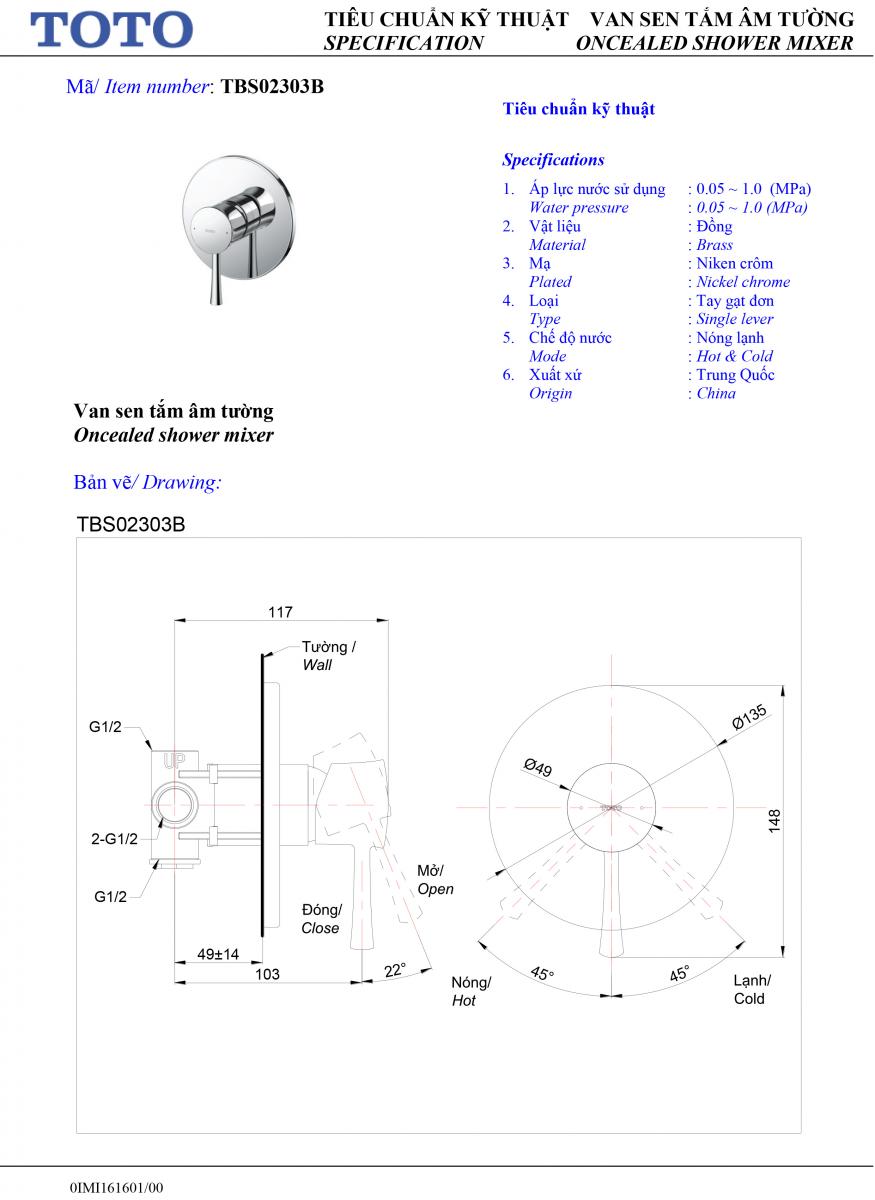 TOTO
TIÊU CHUẨN KỸ THUẬT VAN SEN TẮM ÂM TƯỜNG
SPECIFICATION ONCEALED SHOWER MIXER
Mã/ Item number: TBS02303B
Tiêu chuẩn kỹ thuật
Specifications
1. Áp lực nước sử dụng : 0.05 ~ 1.0 (MPa)
Water pressure : 0.05 ~ 1.0 (MPa)
2. Vật liệu : Đồng
Material : Brass
3. Mạ : Niken crôm
Plated : Nickel chrome
4. Loại : Tay gạt đơn
Type : Single lever
5. Chế độ nước : Nóng lạnh
Mode : Hot & Cold
6. Xuất xứ : Trung Quốc
Origin : China
Van sen tắm âm tường
Oncealed shower mixer
Bản vẽ/ Drawing:
TBS02303B
117
Tường /
Wall
G1/2
UP
2-G1/2
G1/2
Mở/
Open
Đóng/
Close
49±14
103
22°
Ø135
Ø49
TOTO
148
45°
45°
Nóng/
Hot
Lạnh/
Cold
0IMI161601/00